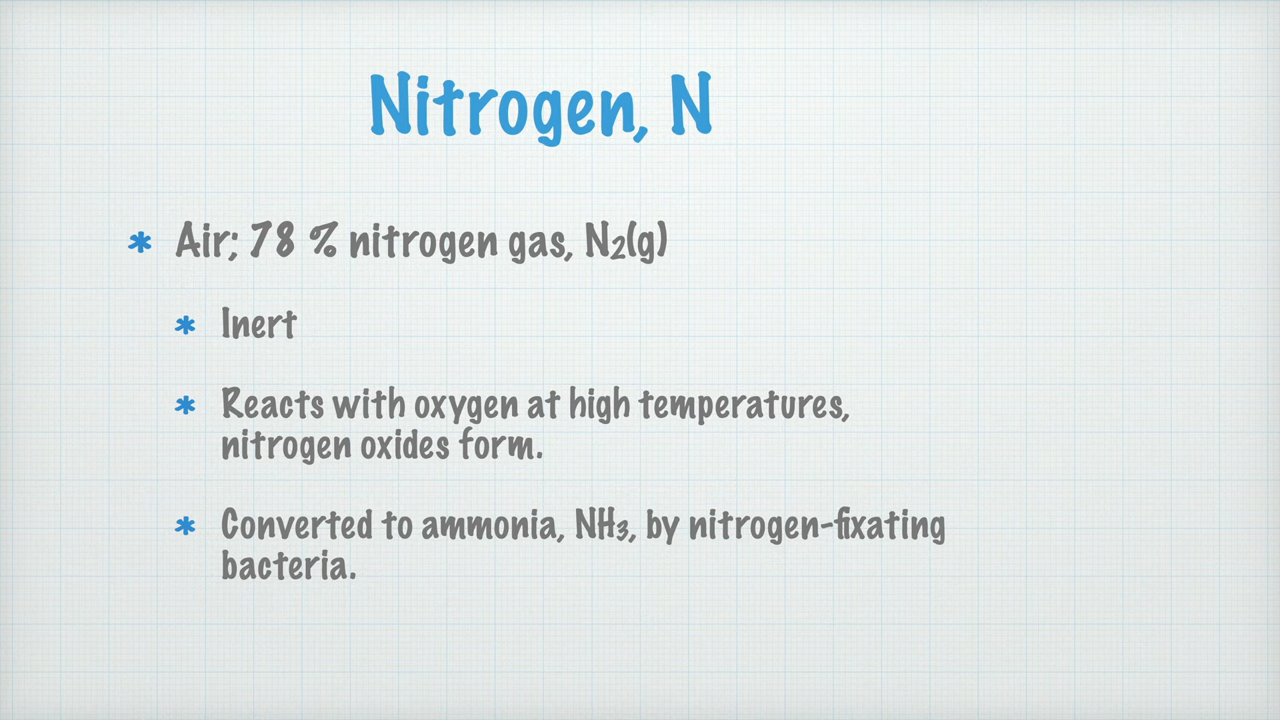 Nitrogen, N
* Air; 78 % nitrogen gas, N₂(g)
* Inert
* Reacts with oxygen at high temperatures,
nitrogen oxides form.
* Converted to ammonia, NH₃, by nitrogen-fixating
bacteria.